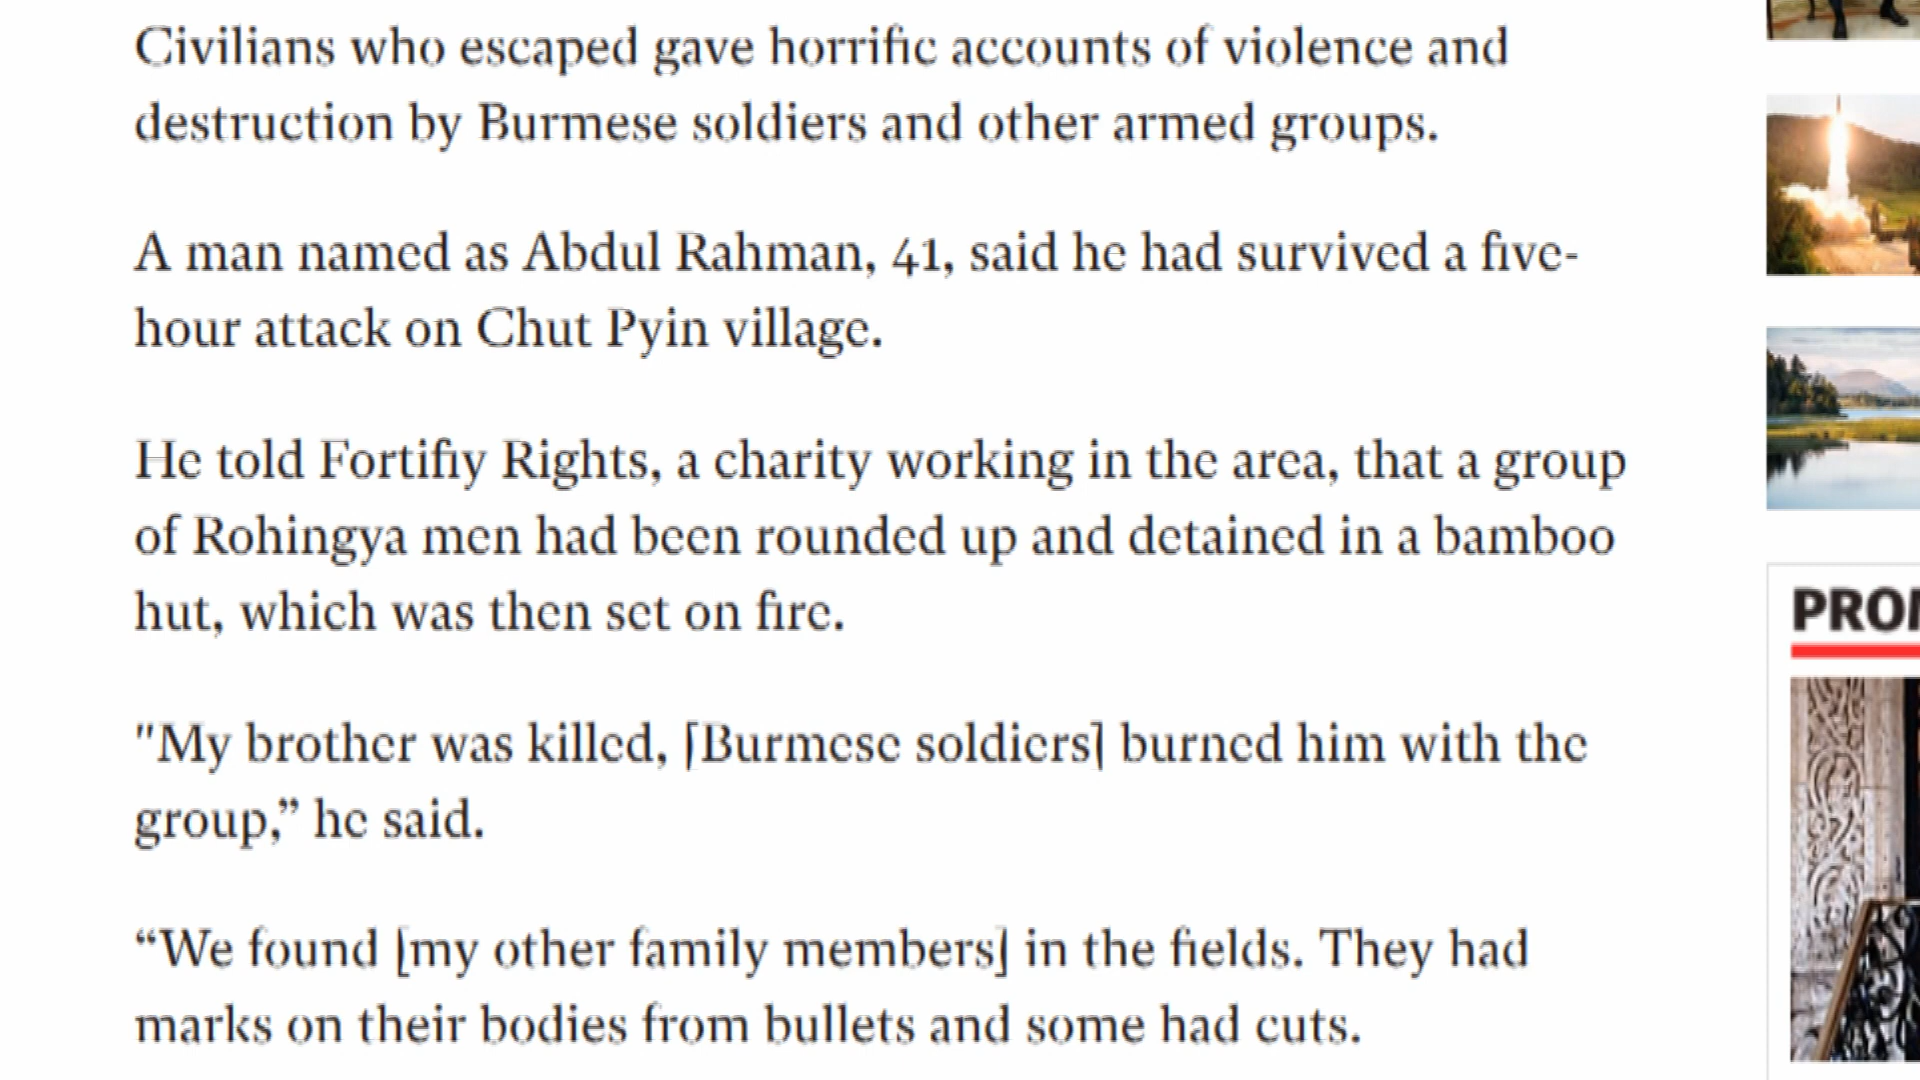 Civilians who escaped gave horrific accounts of violence and
destruction by Burmese soldiers and other armed groups.
A man named as Abdul Rahman, 41, said he had survived a five-
hour attack on Chut Pyin village.
He told Fortifiy Rights, a charity working in the area, that a group
of Rohingya men had been rounded up and detained in a bamboo
hut, which was then set on fire.
"My brother was killed, [Burmese soldiers] burned him with the
group,” he said.
“We found [my other family members] in the fields. They had
marks on their bodies from bullets and some had cuts.